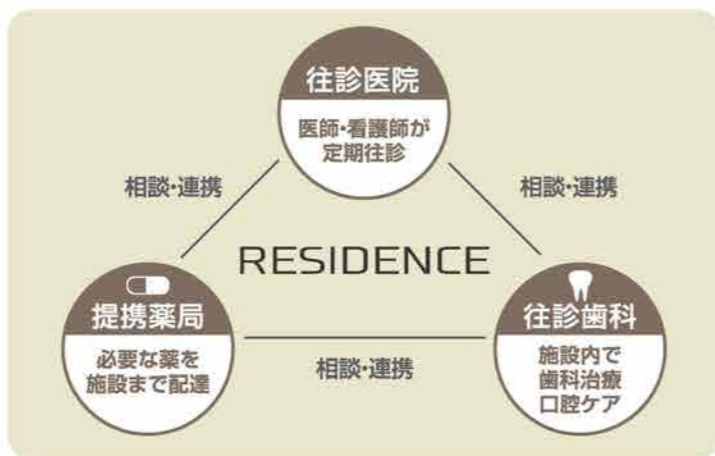 往診医院
医師・看護師が
定期往診
相談・連携
相談・連携
RESIDENCE
提携薬局
必要な薬を
施設まで配達
往診歯科
施設内で
歯科治療
口腔ケア
相談・連携